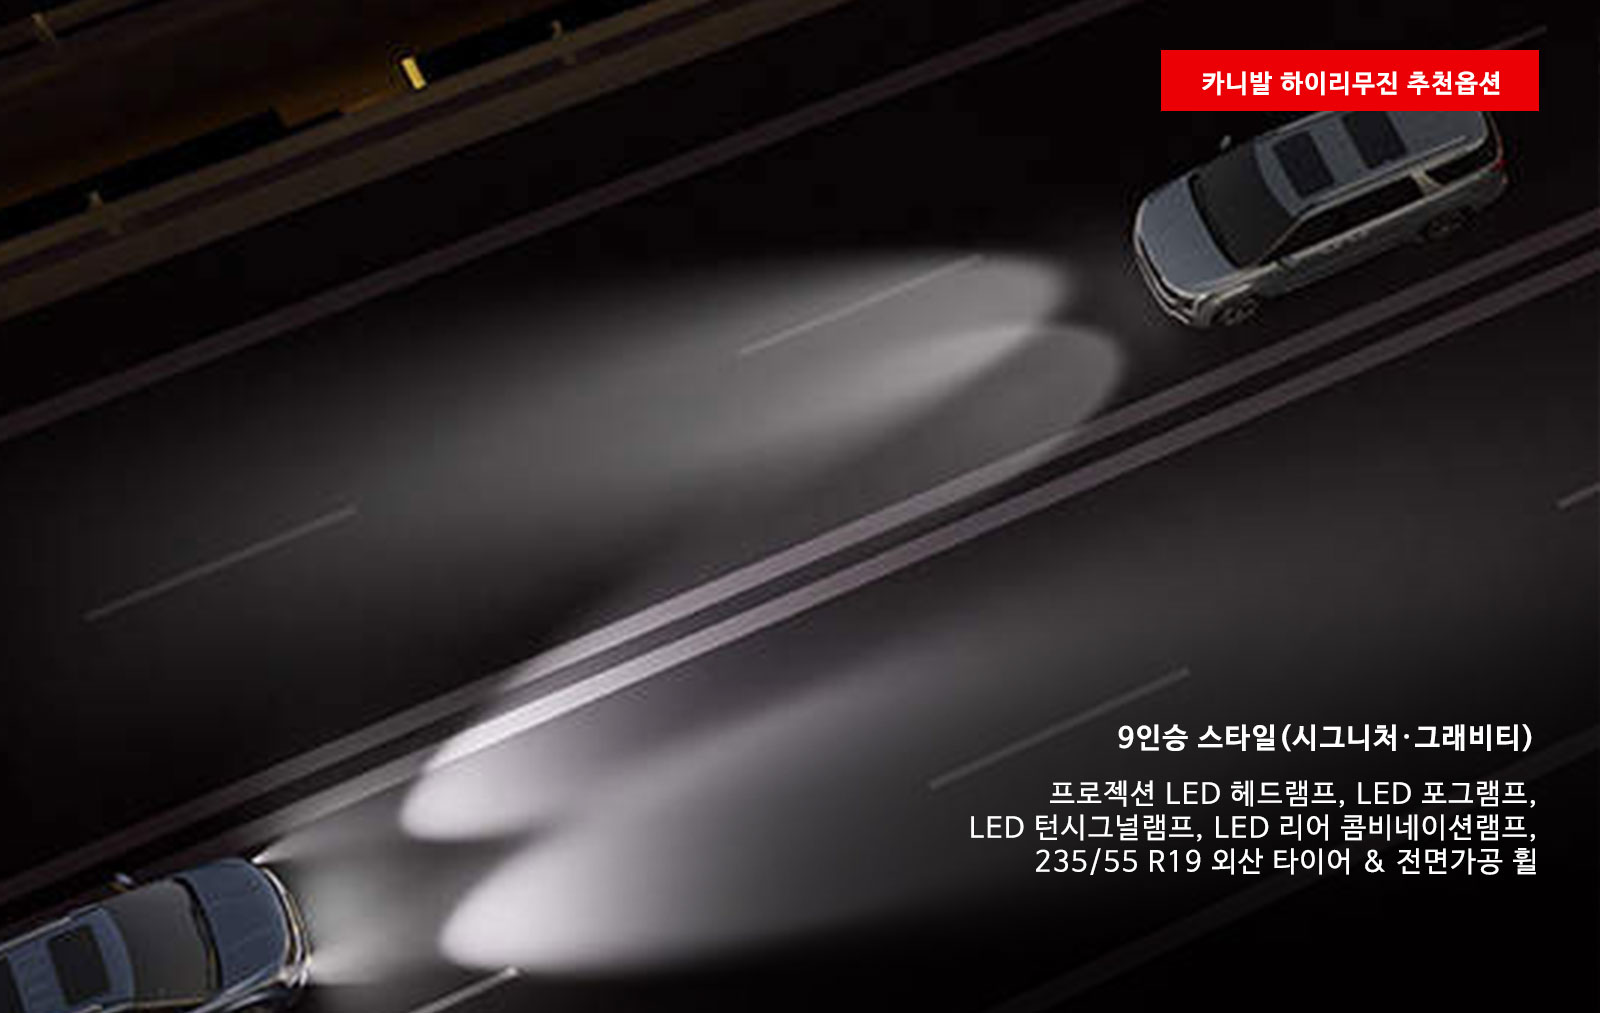 카니발 하이리무진 추천옵션
9인승 스타일(시그니처·그래비티)
프로젝션 LED 헤드램프, LED 포그램프,
LED 턴시그널램프, LED 리어 콤비네이션램프,
235/55 R19 외산 타이어 & 전면가공 휠